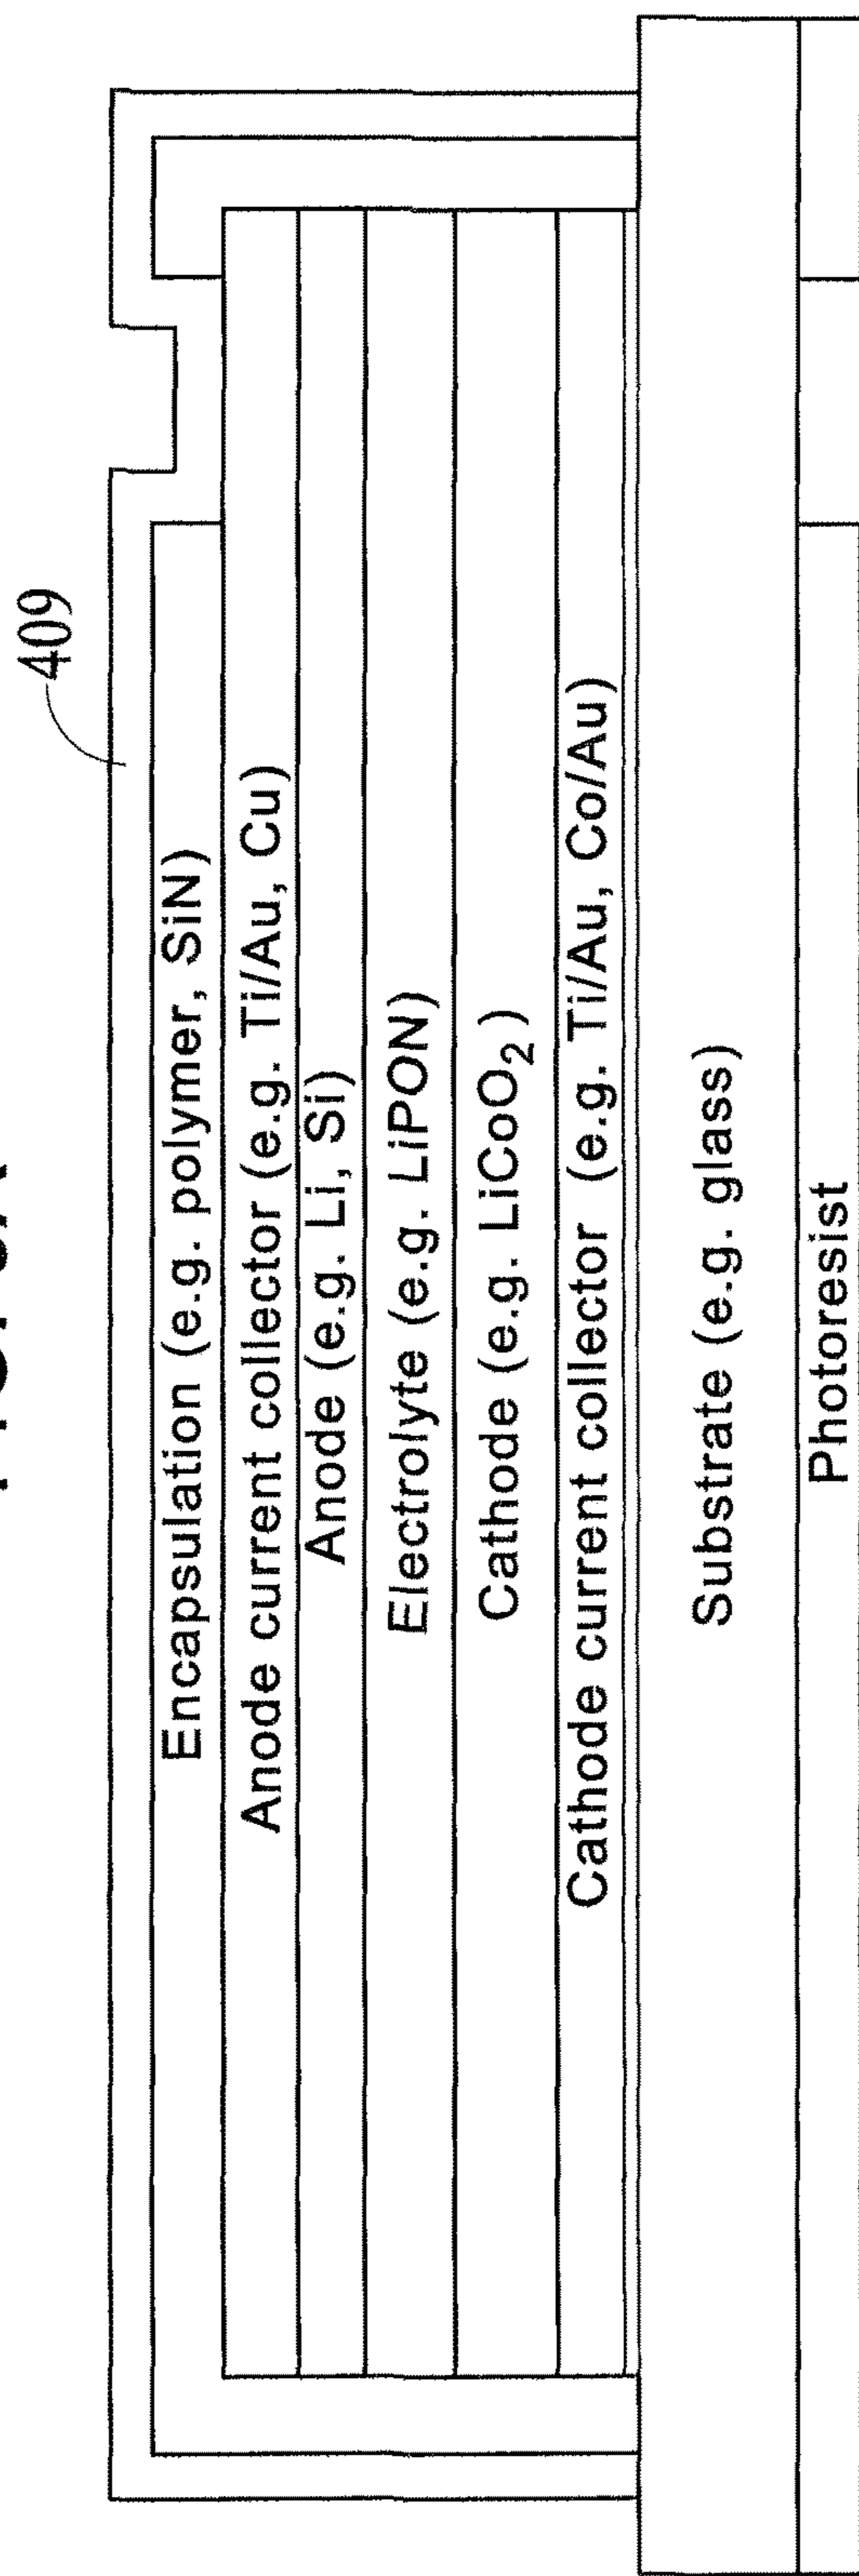 409
Encapsulation (e.g. polymer, SiN)
Anode current collector (e.g. Ti/Au, Cu)
Anode (e.g. Li, Si)
Electrolyte (e.g. LiPON)
Cathode (e.g. LiCoO₂)
Cathode current collector (e.g. Ti/Au, Co/Au)
Substrate (e.g. glass)
Photoresist